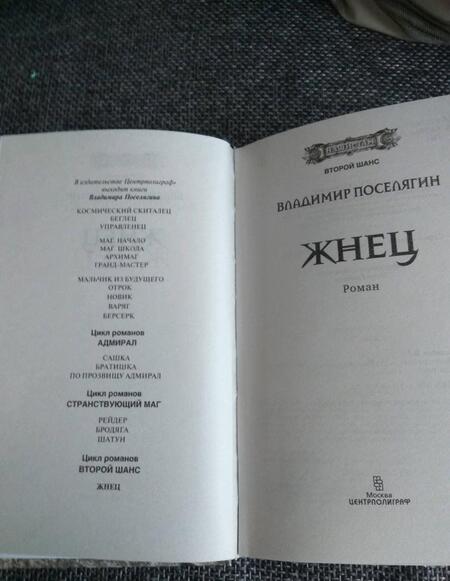 В издательстве «Центрполиграф»
выходят книги
Владимира Поселягина
КОСМИЧЕСКИЙ СКИТАЛЕЦ
БЕГЛЕЦ
УПРАВЛЕНЕЦ
МАГ. НАЧАЛО
МАГ. ШКОЛА
АРХИМАГ
ГРАНД-МАСТЕР
МАЛЬЧИК ИЗ БУДУЩЕГО
ОТРОК
НОВИК
ВАРЯГ
БЕРСЕРК
Цикл романов
АДМИРАЛ
САШКА
БРАТИШКА
ПО ПРОЗВИЩУ АДМИРАЛ
Цикл романов
СТРАНСТВУЮЩИЙ МАГ
РЕЙДЕР
БРОДЯГА
ШАТУН
Цикл романов
ВТОРОЙ ШАНС
ЖНЕЦ
ВТОРОЙ ШАНС
ВЛАДИМИР ПОСЕЛЯГИН
ЖНЕЦ
Роман
Москва
ЦЕНТРПОЛИГРАФ